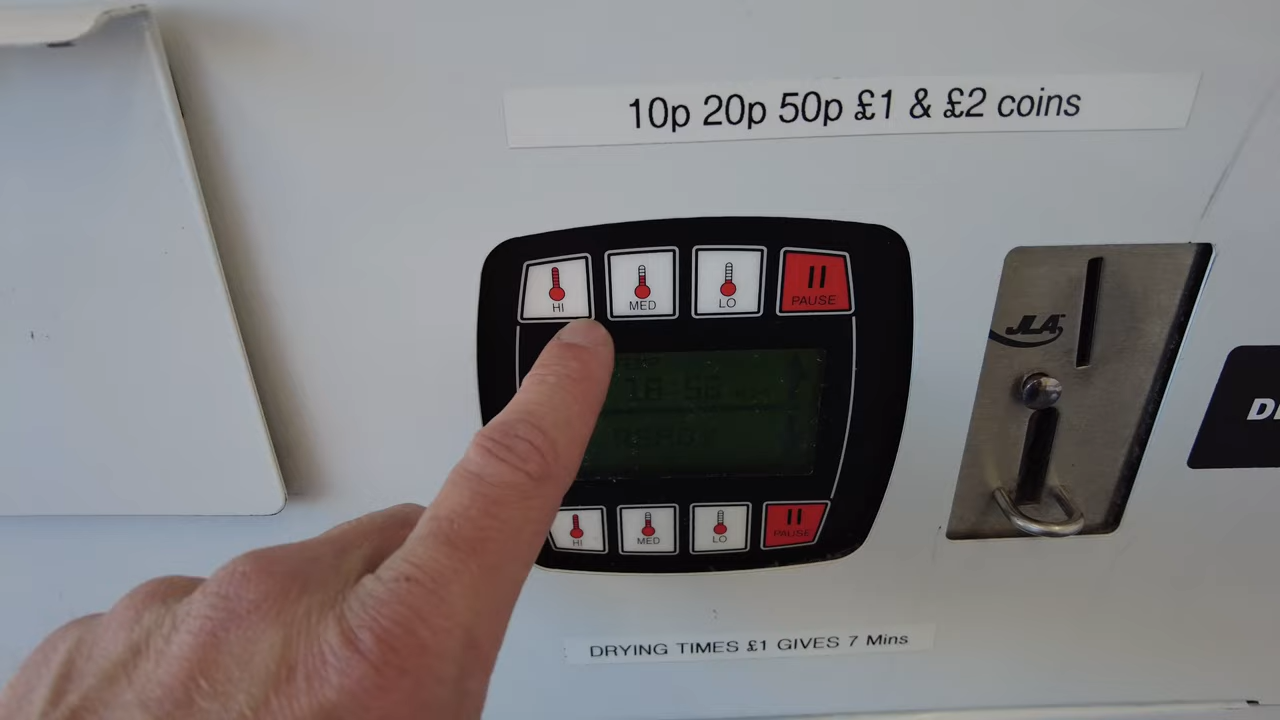 10p 20p 50p £1 & £2 coins
HI
MED
LO
PAUSE
JLA
HI
MED
LO
PAUSE
DRYING TIMES £1 GIVES 7 Mins